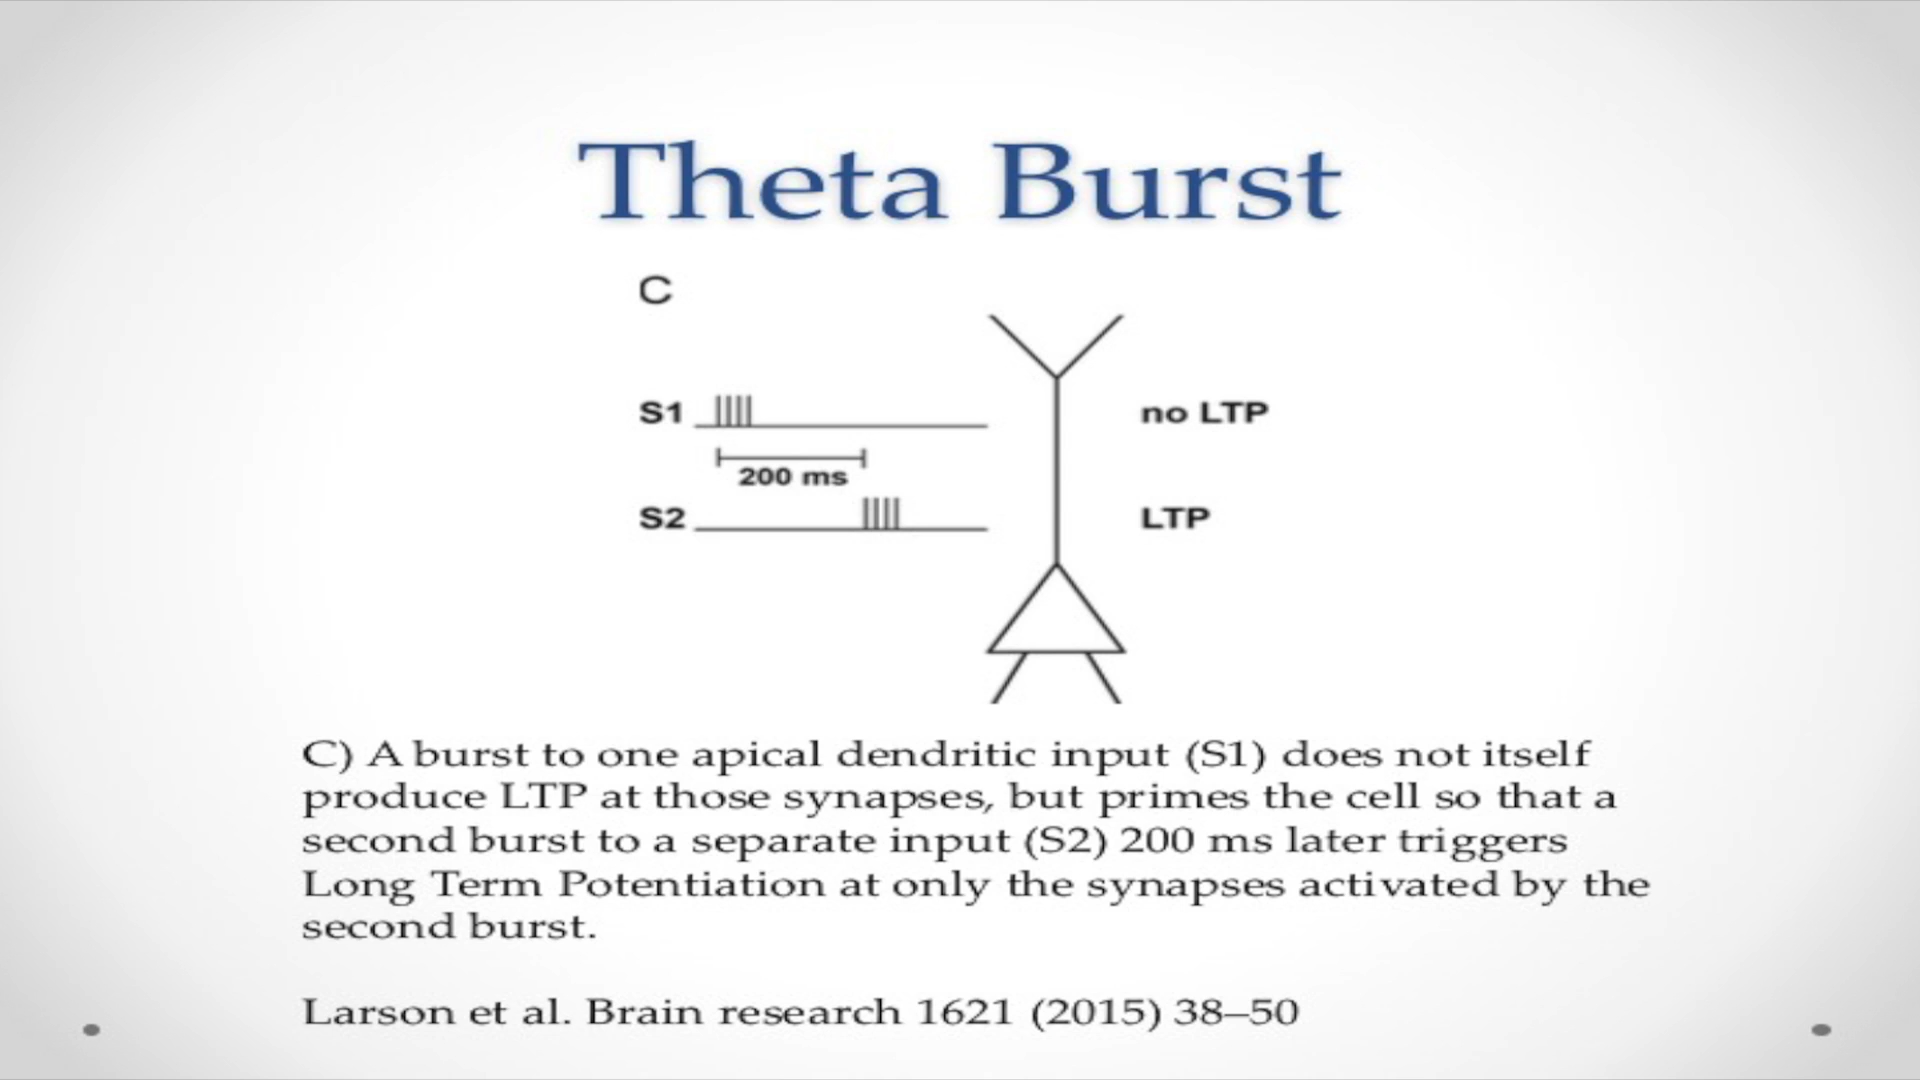 Theta Burst
C
S1
no LTP
200 ms
S2
LTP
C) A burst to one apical dendritic input (S1) does not itself
produce LTP at those synapses, but primes the cell so that a
second burst to a separate input (S2) 200 ms later triggers
Long Term Potentiation at only the synapses activated by the
second burst.
Larson et al. Brain research 1621 (2015) 38–50